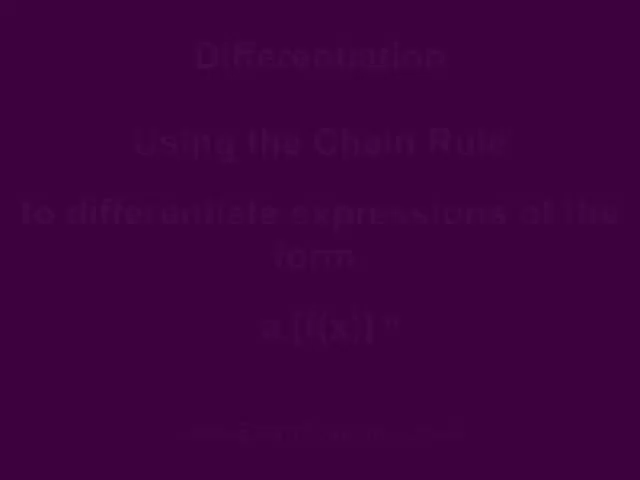 Differentiation
Using the Chain Rule
to differentiate expressions of the
form
a[f(x)]ⁿ